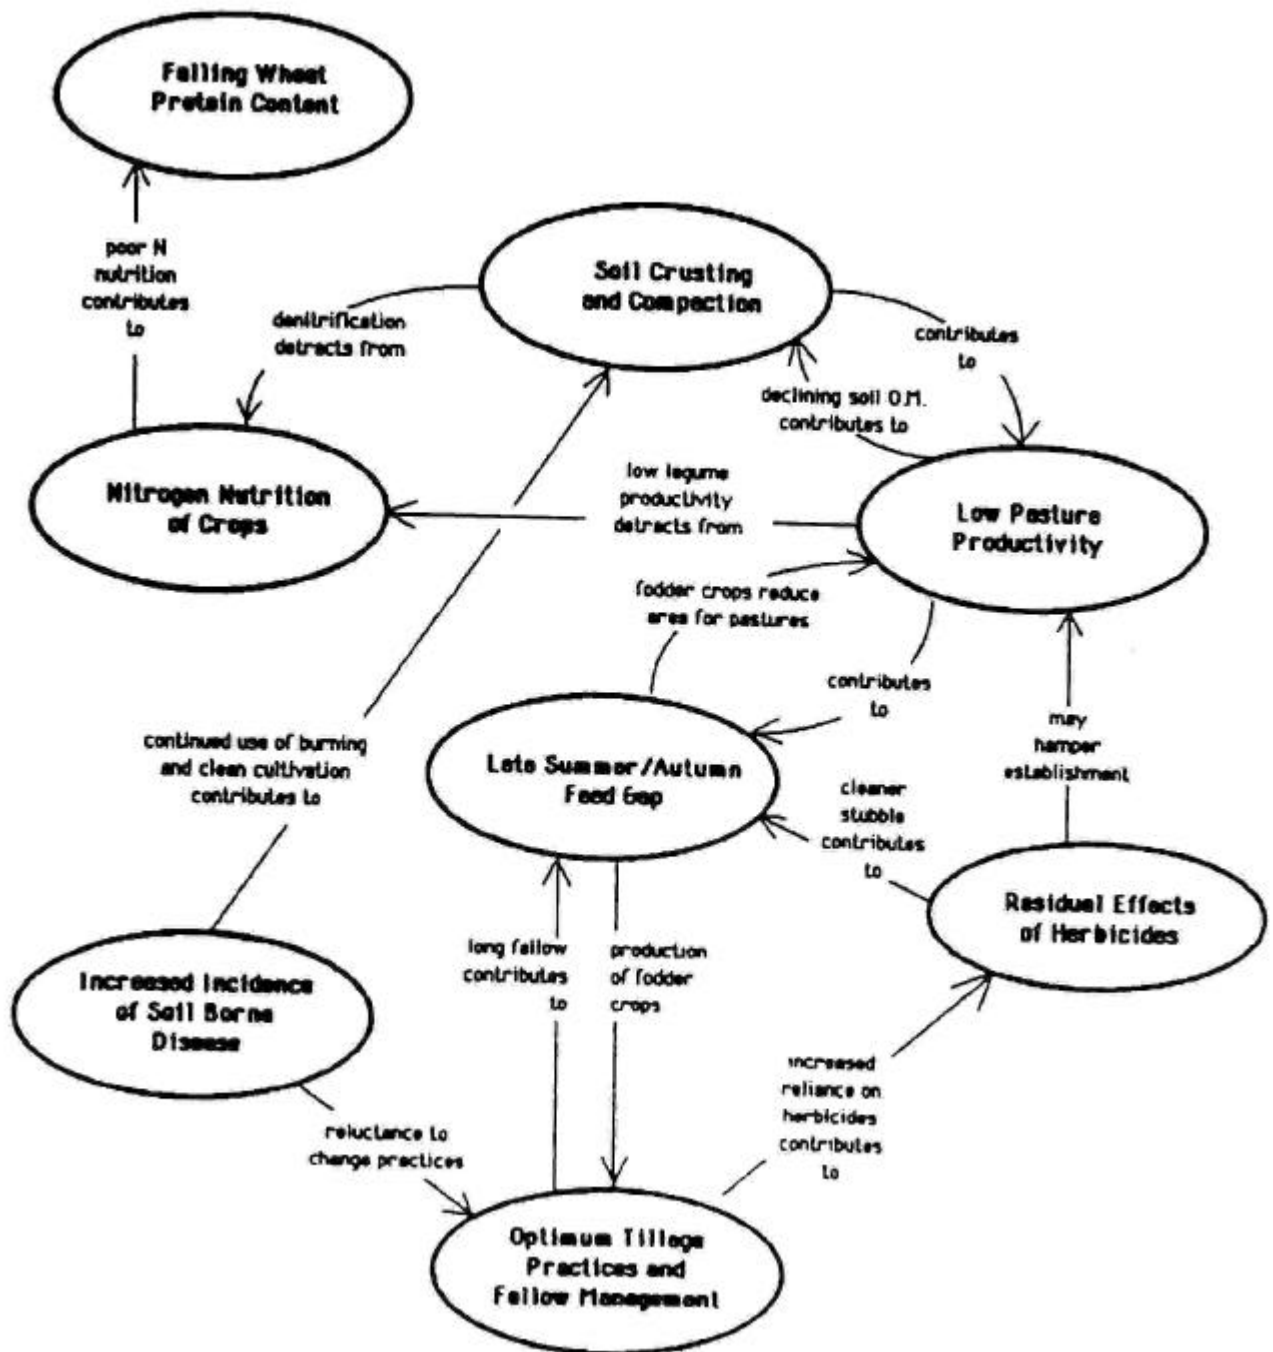 Falling Wheat
Protein Content
poor N
nutrition
contributes
to
Soil Crusting
and Compaction
denitrification
detracts from
contributes
to
declining soil O.M.
contributes to
Nitrogen Nutrition
of Crops
low legume
productivity
detracts from
Low Pasture
Productivity
fodder crops reduce
area for pastures
contributes
to
continued use of burning
and clean cultivation
contributes to
may
hamper
establishment
Late Summer/Autumn
Feed Gap
cleaner
stubble
contributes
to
Residual Effects
of Herbicides
long fallow
contributes
to
production
of fodder
crops
Increased Incidence
of Soil Borne
Disease
increased
reliance on
herbicides
contributes
to
reluctance to
change practices
Optimum Tillage
Practices and
Fallow Management